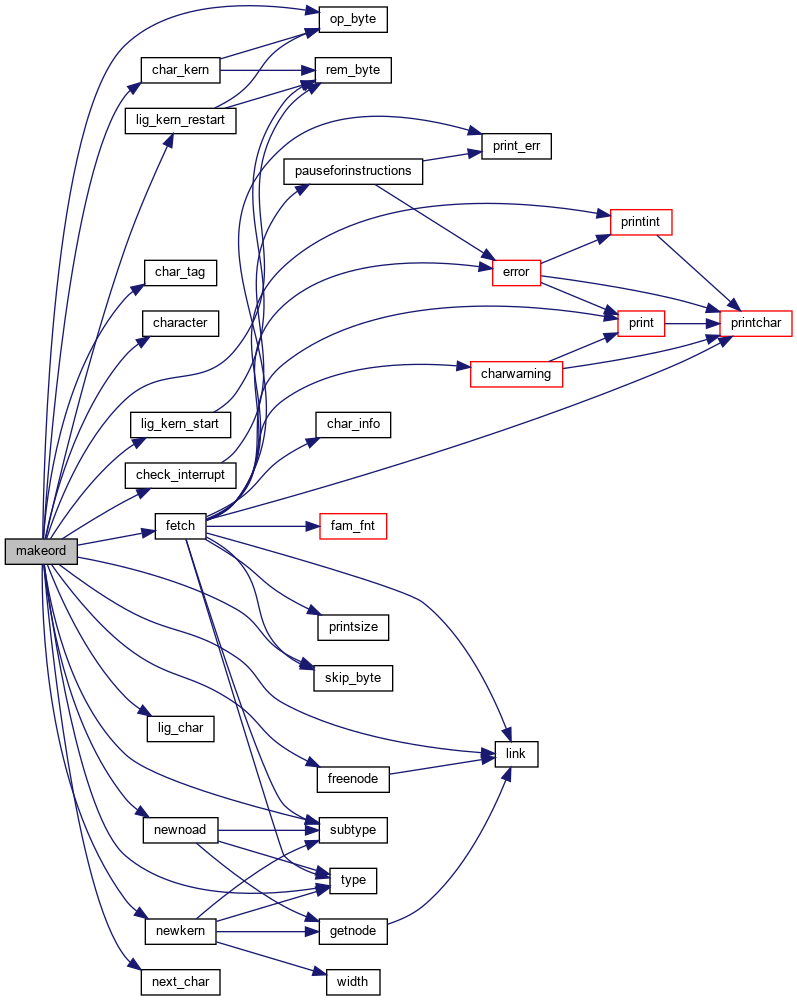 op_byte
char_kern
rem_byte
lig_kern_restart
print_err
pauseforinstructions
printint
char_tag
error
character
print
printchar
charwarning
lig_kern_start
char_info
check_interrupt
fetch
fam_fnt
makeord
printsize
skip_byte
lig_char
link
freenode
newnoad
subtype
type
newkern
getnode
next_char
width